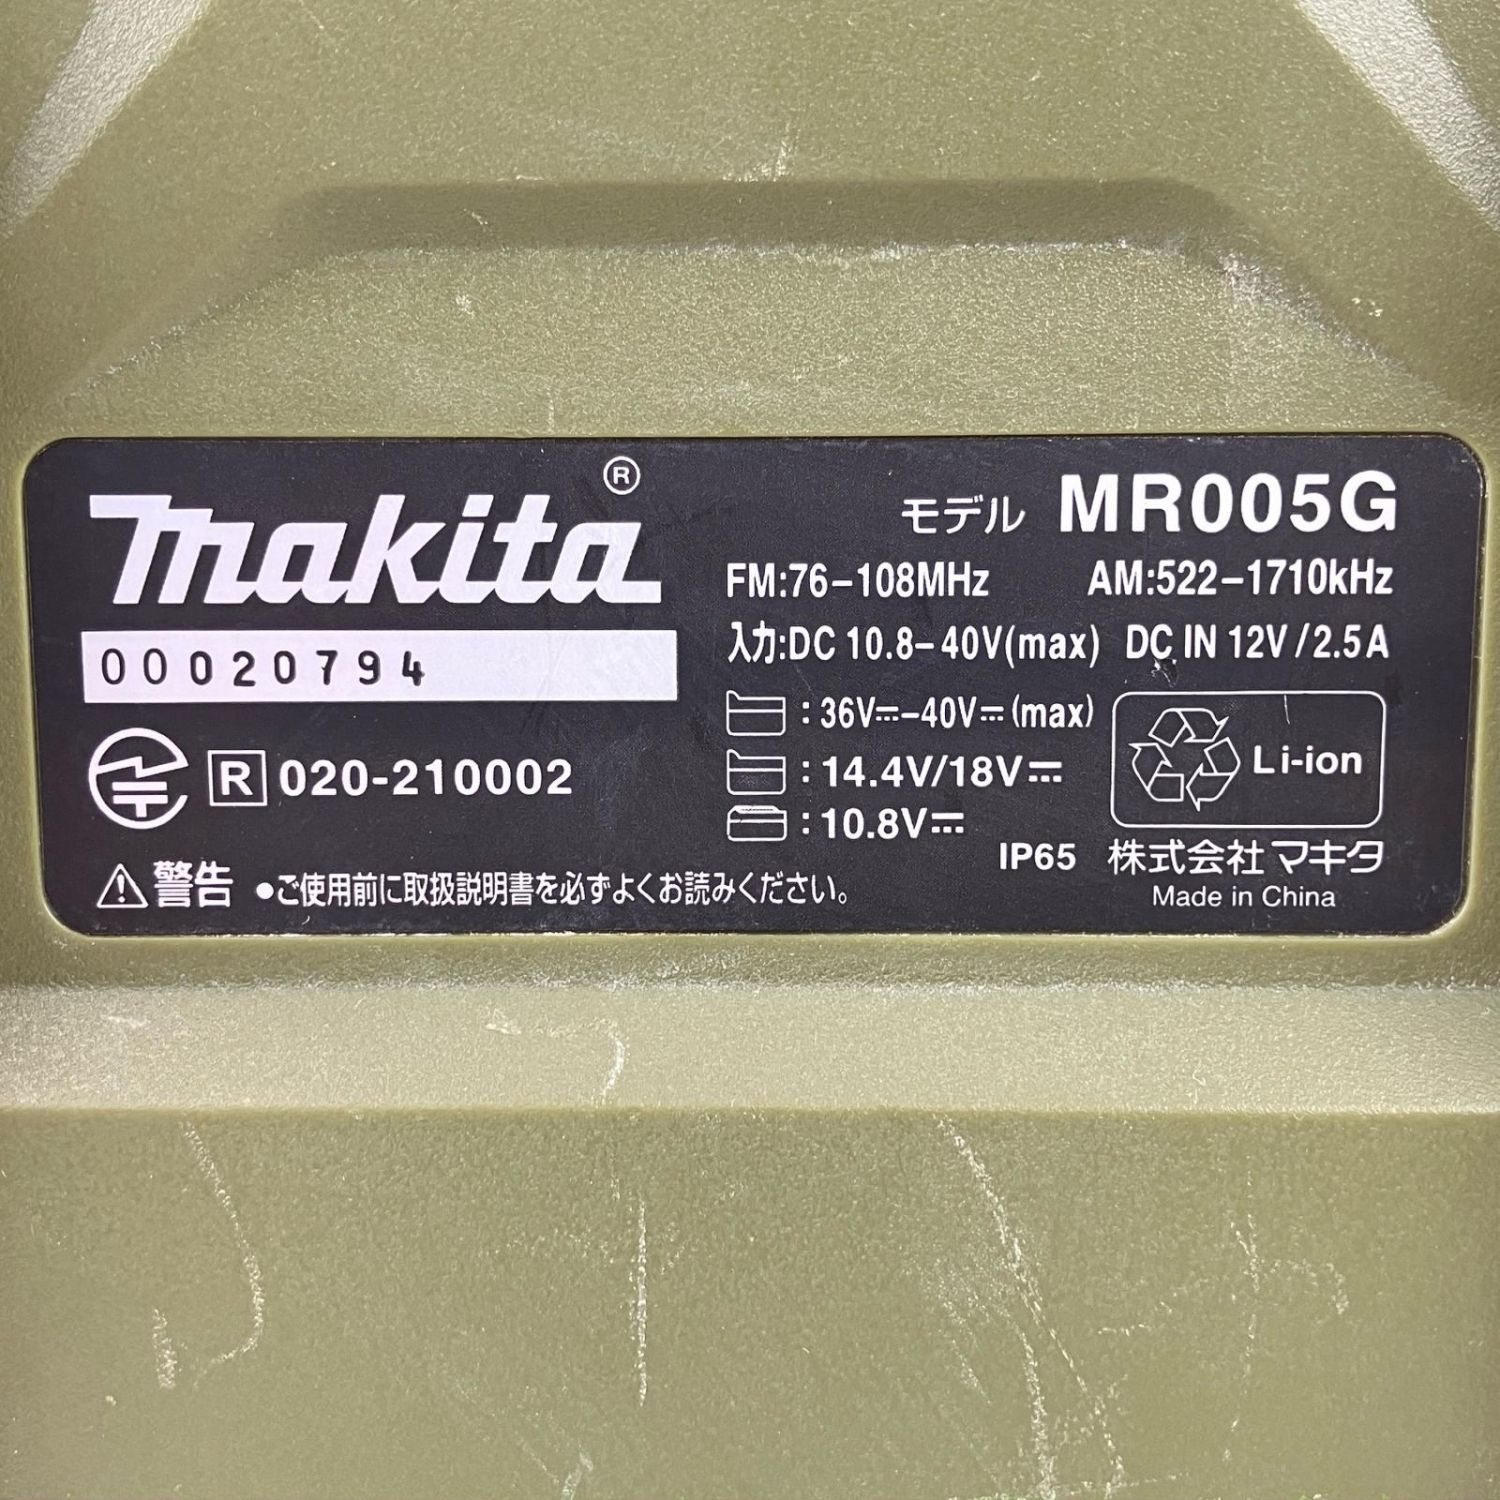 makita®
00020794
R 020-210002
モデル MR005G
FM:76–108MHz AM:522–1710kHz
入力:DC 10.8–40V(max) DC IN 12V/2.5A
:36V⎓–40V⎓(max)
:14.4V/18V⎓
:10.8V⎓
Li-ion
IP65 株式会社マキタ
Made in China
⚠警告 ●ご使用前に取扱説明書を必ずよくお読みください。